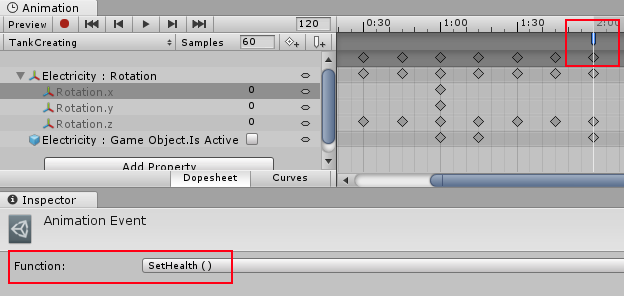 Animation
Preview 120 0:30 1:00 1:30 2:00
TankCreating Samples 60
Electricity : Rotation
Rotation.x 0
Rotation.y 0
Rotation.z 0
Electricity : Game Object.Is Active
Add Property
Dopesheet Curves
Inspector
Animation Event
Function: SetHealth ( )